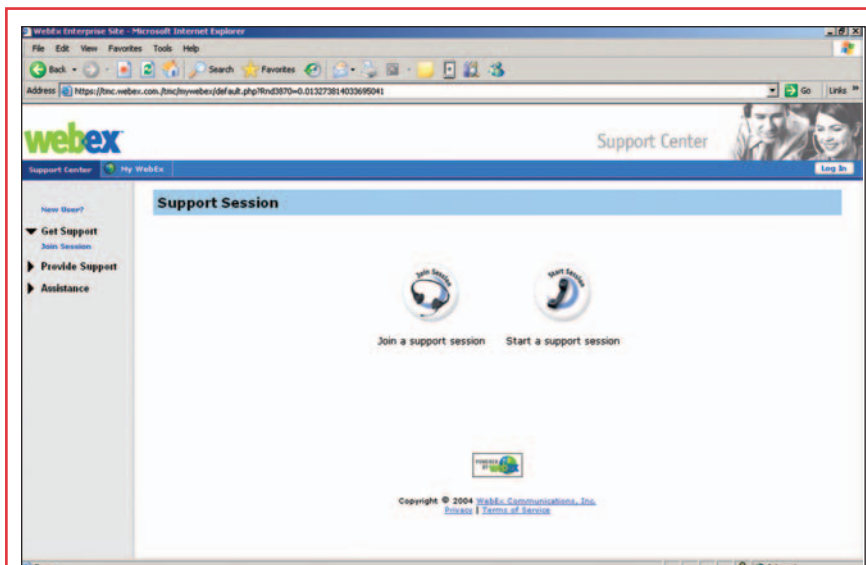 WebEx Enterprise Site - Microsoft Internet Explorer
File Edit View Favorites Tools Help
Back Search Favorites
Address https://tmc.webex.com./tmc/mywebex/default.php?Rnd3870=0.013273814033695041 Go Links »
webex Support Center
Support Center My WebEx Log In
New User?
Support Session
Get Support
Join Session
Provide Support
Assistance
Join Session Start Session
Join a support session Start a support session
POWERED BY webex
Copyright © 2004 WebEx Communications, Inc.
Privacy | Terms of Service